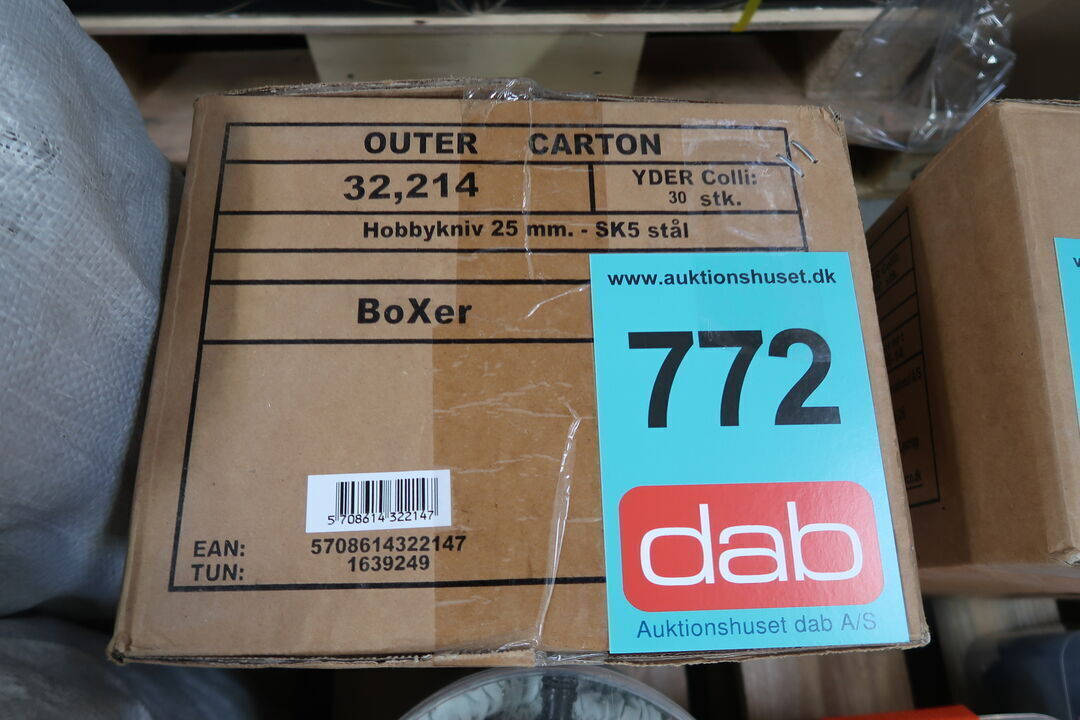 OUTER CARTON
32,214
YDER Colli:
30 stk.
Hobbykniv 25 mm. - SK5 stål
BoXer
5 708614 322147
EAN: 5708614322147
TUN: 1639249
www.auktionshuset.dk
772
dab
Auktionshuset dab A/S